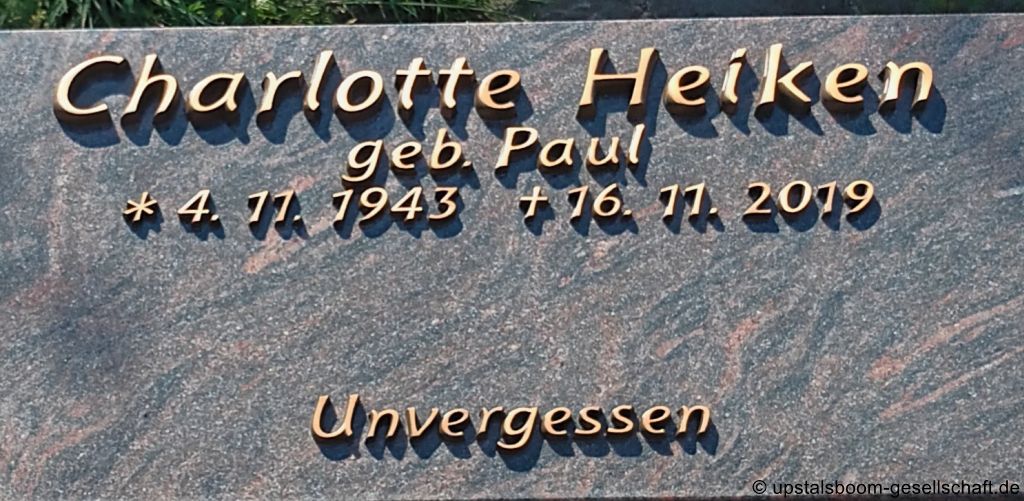 Charlotte Heiken
geb. Paul
* 4. 11. 1943 † 16. 11. 2019
Unvergessen
© upstalsboom-gesellschaft.de